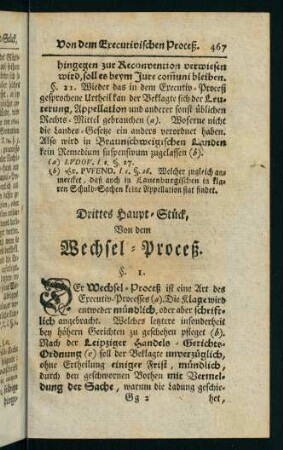 Von dem Executivischen Proceß. 467
hingegen zur Reconvention verwiesen
wird, soll es beym Jure comuni bleiben.
§. 22. Wieder das in dem Executiv-Proceß
gesprochene Urtheil kan der Beklagte sich der Leu-
terung, Appellation und anderer sonst üblichen
Rechts-Mittel gebrauchen (a). Woferne nicht
die Landes-Gesetze ein anders verordnet haben.
Also wird in Braunschweigischen Landen
kein Remedium suspensivum zugelassen (b).
(a) LVDOV. l. c. §. 27.
(b) PVFEND. l. c. §. 18. Welcher zugleich an-
mercket, daß auch in Lauenburgischen in kla-
ren Schuld-Sachen keine Appellation stat findet.
Drittes Haupt-Stück,
Von dem
Wechsel-Proceß.
§. 1.
DEr Wechsel-Proceß ist eine Art des
Executiv-Processes (a). Die Klage wird
entweder mündlich, oder aber schrift-
lich angebracht. Welches letztere insonderheit
bey höhern Gerichten zu geschehen pfleget (b).
Nach der Leipziger Handels-Gerichts-
Ordnung (c) soll der Beklagte unverzüglich,
ohne Ertheilung einiger Frist, mündlich,
durch den geschwornen Bothen mit Vermel-
dung der Sache, warum die Ladung geschie-
Gg 2 het,